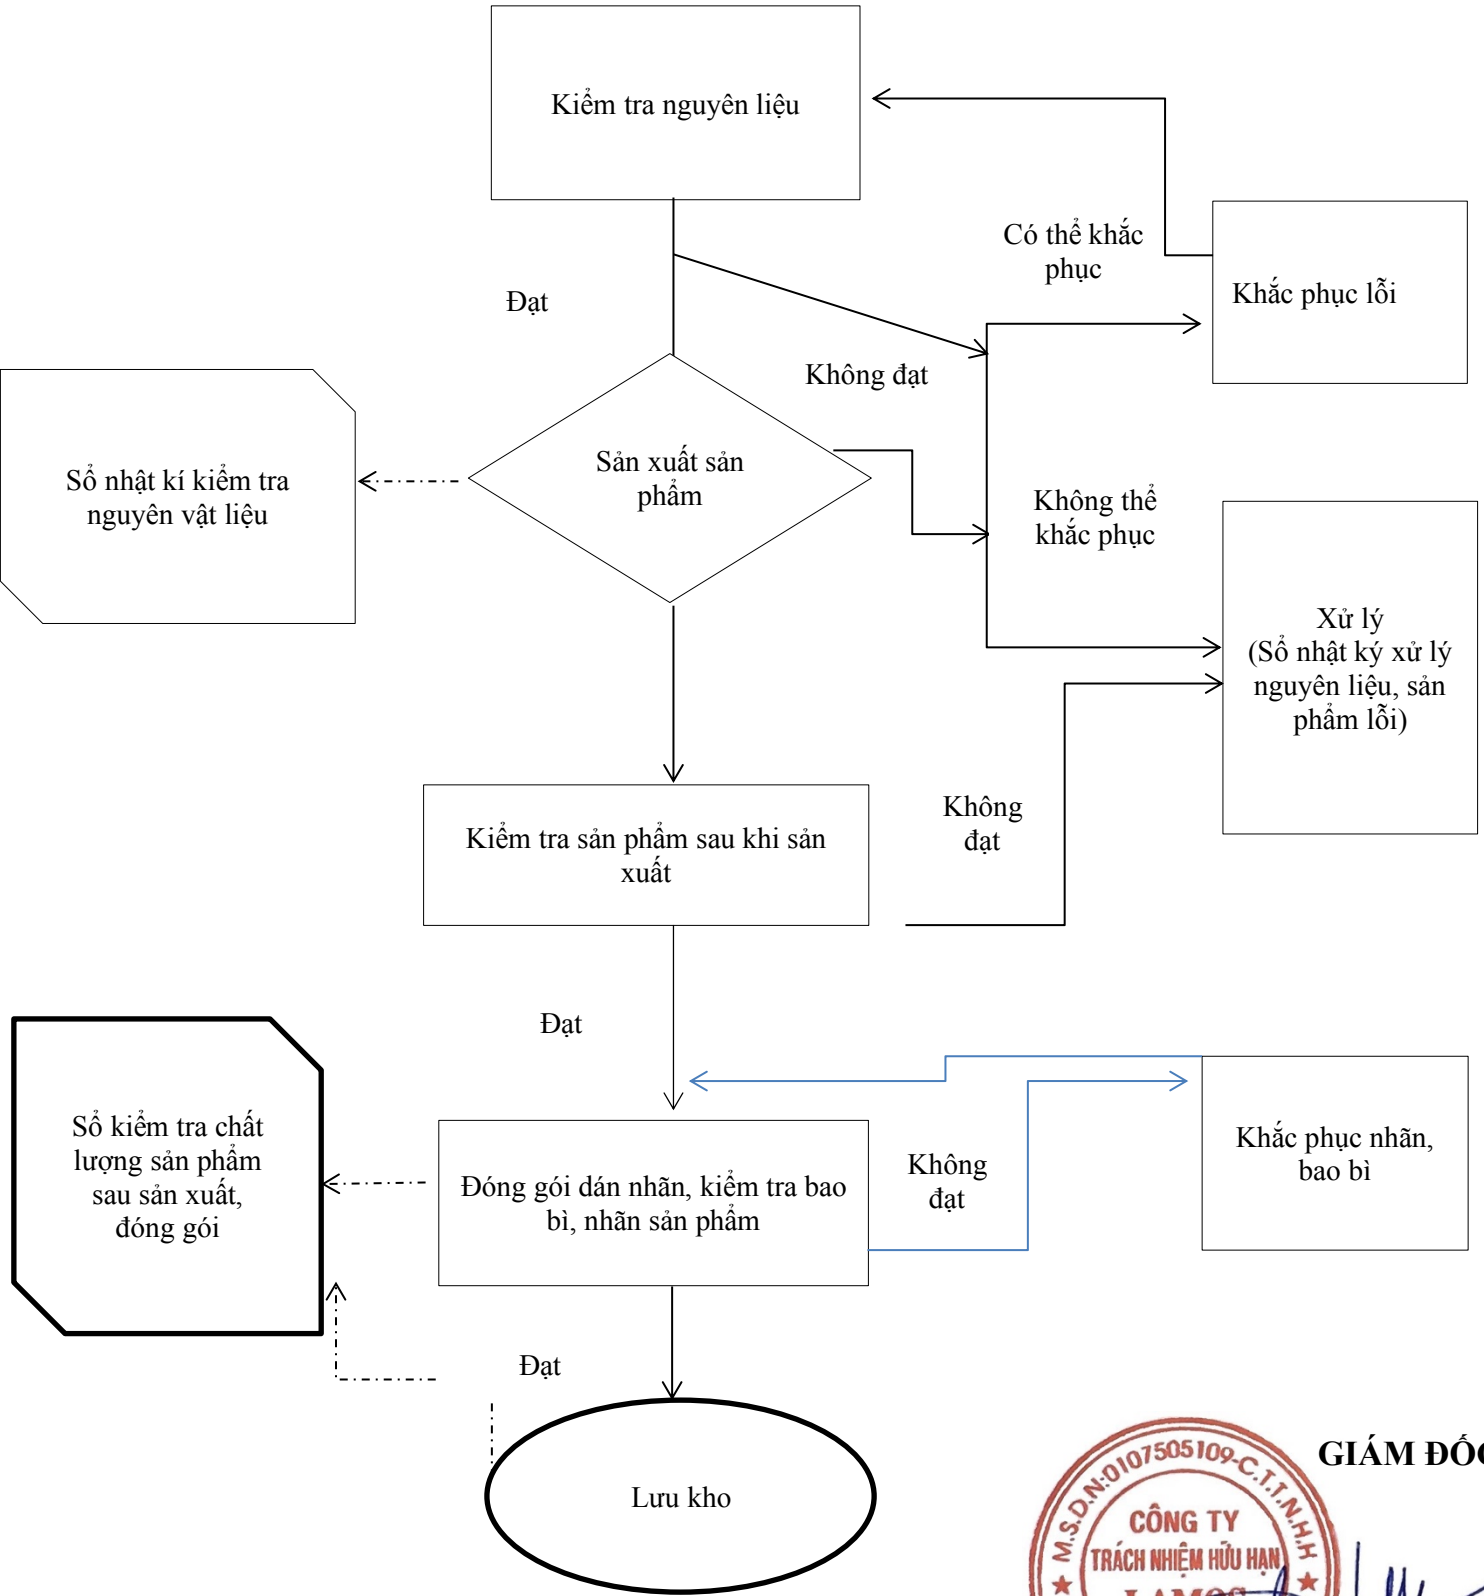 Kiểm tra nguyên liệu
Có thể khắc
phục
Khắc phục lỗi
Đạt
Không đạt
Sổ nhật kí kiểm tra
nguyên vật liệu
Sản xuất sản
phẩm
Không thể
khắc phục
Xử lý
(Sổ nhật ký xử lý
nguyên liệu, sản
phẩm lỗi)
Kiểm tra sản phẩm sau khi sản
xuất
Không
đạt
Đạt
Sổ kiểm tra chất
lượng sản phẩm
sau sản xuất,
đóng gói
Đóng gói dán nhãn, kiểm tra bao
bì, nhãn sản phẩm
Không
đạt
Khắc phục nhãn,
bao bì
Đạt
Lưu kho
GIÁM ĐỐC
M.S.D.N:0107505109-C.T.T.N.H.H
CÔNG TY
TRÁCH NHIỆM HỮU HẠN